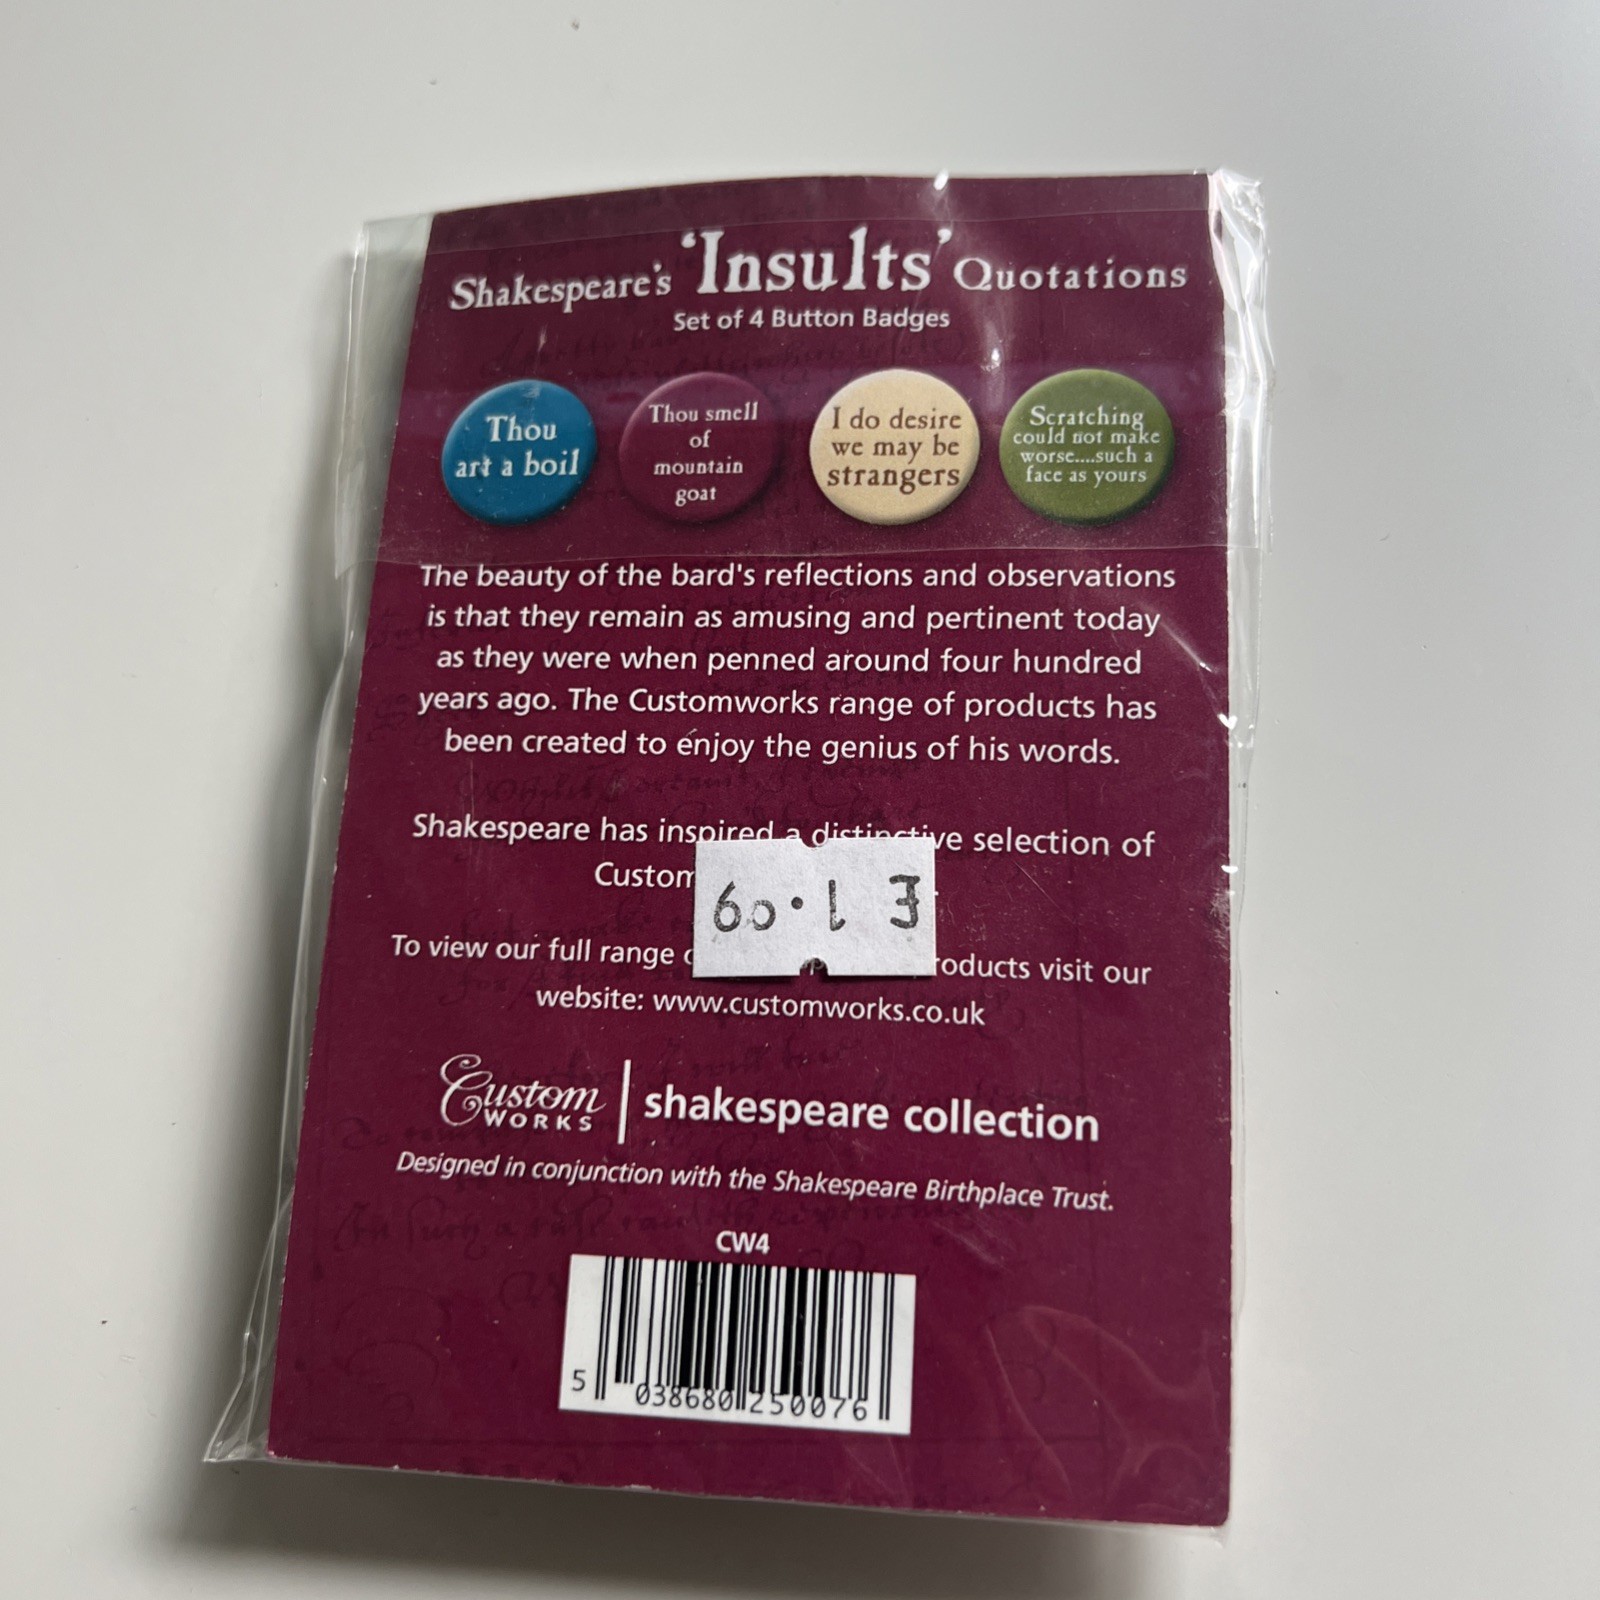 Shakespeare's 'Insults' Quotations
Set of 4 Button Badges
Thou
art a boil
Thou smell
of
mountain
goat
I do desire
we may be
strangers
Scratching
could not make
worse....such a
face as yours
The beauty of the bard's reflections and observations
is that they remain as amusing and pertinent today
as they were when penned around four hundred
years ago. The Customworks range of products has
been created to enjoy the genius of his words.
Shakespeare has inspired a distinctive selection of
Custom
£1.09
To view our full range roducts visit our
website: www.customworks.co.uk
Custom
WORKS
shakespeare collection
Designed in conjunction with the Shakespeare Birthplace Trust.
CW4
5 038680 250076